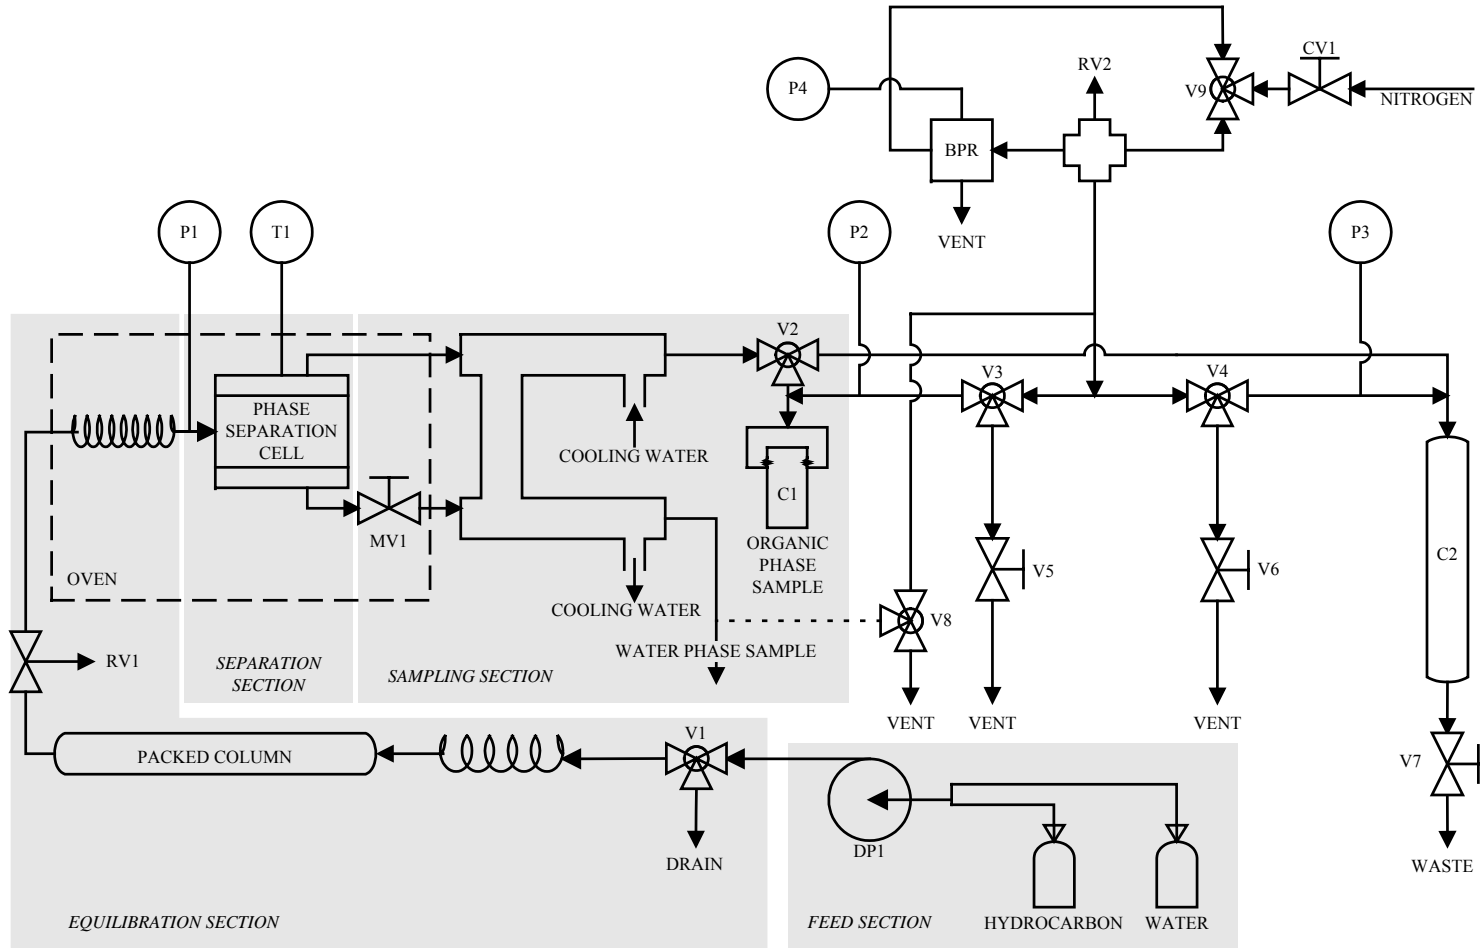 CV1
RV2
P4
V9
NITROGEN
BPR
VENT
P1
T1
P2
P3
V2
V3
V4
PHASE
SEPARATION
CELL
COOLING WATER
C1
MV1
ORGANIC
PHASE
SAMPLE
V5
V6
C2
OVEN
COOLING WATER
V8
WATER PHASE SAMPLE
RV1
SEPARATION
SECTION
SAMPLING SECTION
VENT
VENT
VENT
V1
PACKED COLUMN
V7
DP1
DRAIN
WASTE
EQUILIBRATION SECTION
FEED SECTION
HYDROCARBON
WATER